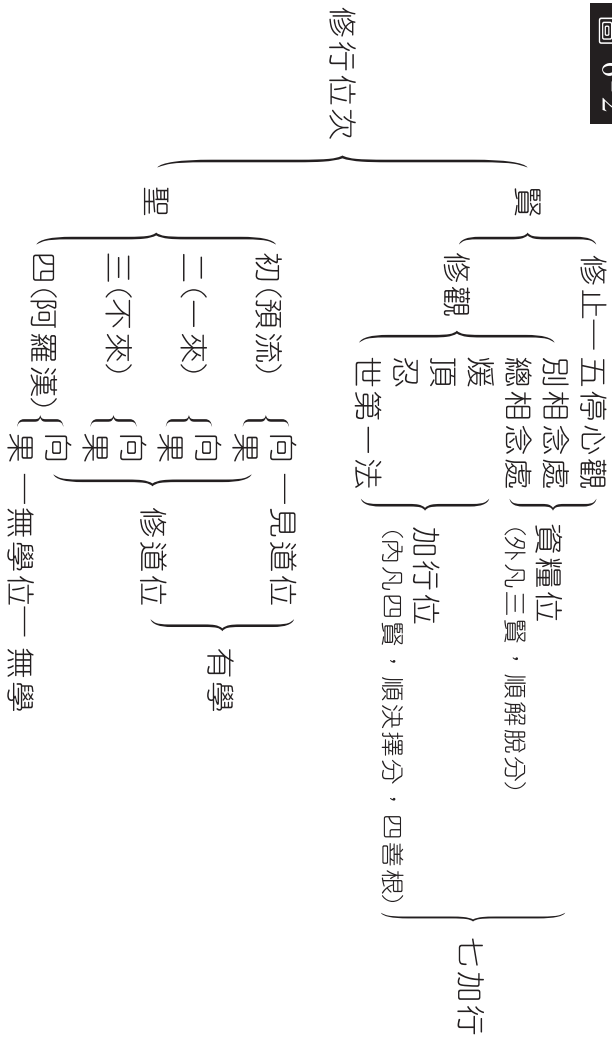 圖 6-2
修行位次
賢
修止—五停心觀
修觀
別相念處
總相念處
煖
頂
忍
世第一法
資糧位
(外凡三賢，順解脫分)
加行位
(內凡四賢，順決擇分，四善根)
七加行
聖
初(預流)
向—見道位
果
二(一來)
向
果
三(不來)
向
果
四(阿羅漢)
向
果—無學位—無學
修道位
有學